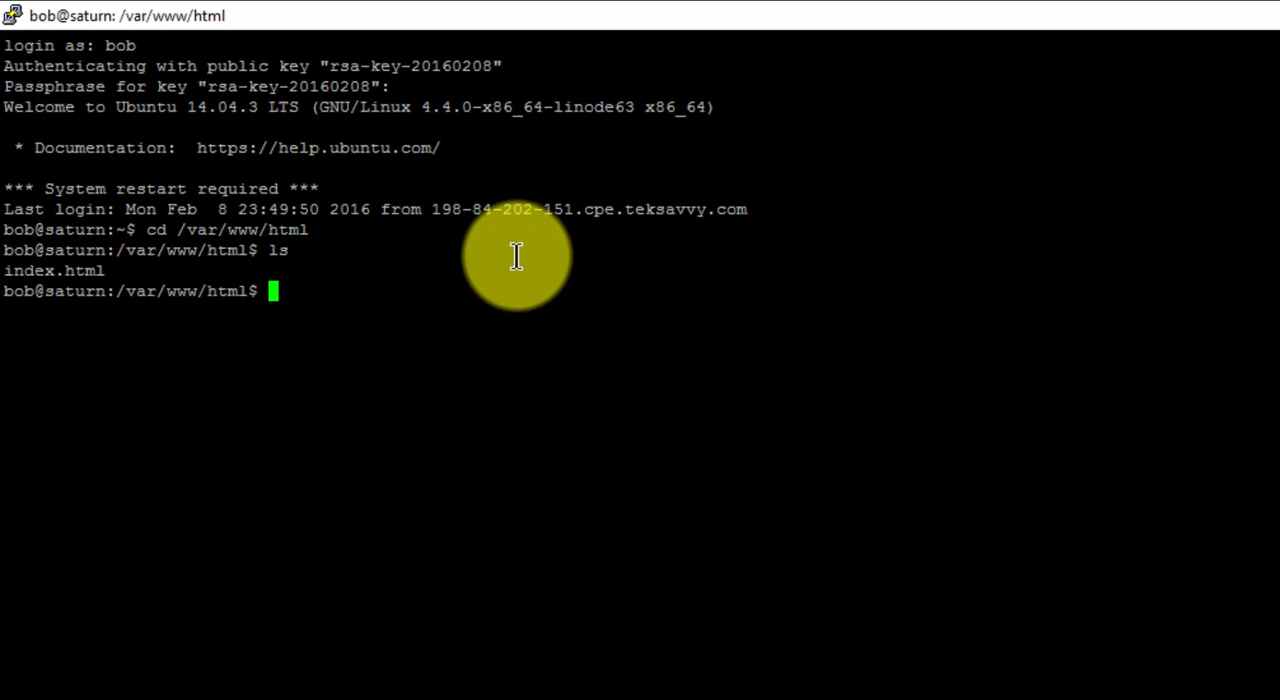 bob@saturn: /var/www/html
login as: bob
Authenticating with public key "rsa-key-20160208"
Passphrase for key "rsa-key-20160208":
Welcome to Ubuntu 14.04.3 LTS (GNU/Linux 4.4.0-x86_64-linode63 x86_64)
* Documentation:  https://help.ubuntu.com/
*** System restart required ***
Last login: Mon Feb  8 23:49:50 2016 from 198-84-202-151.cpe.teksavvy.com
bob@saturn:~$ cd /var/www/html
bob@saturn:/var/www/html$ ls
index.html
bob@saturn:/var/www/html$